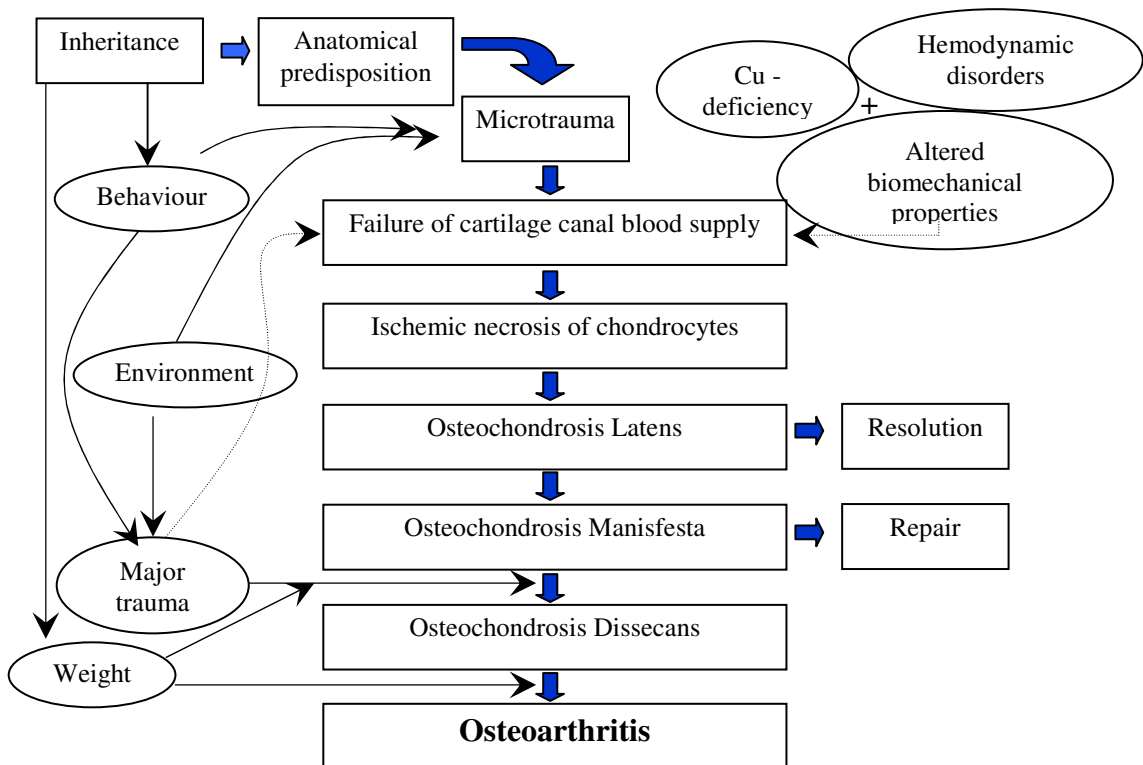 Inheritance
Anatomical
predisposition
Hemodynamic
disorders
Cu -
deficiency
+
Microtrauma
Altered
biomechanical
properties
Behaviour
Failure of cartilage canal blood supply
Ischemic necrosis of chondrocytes
Environment
Osteochondrosis Latens
Resolution
Osteochondrosis Manisfesta
Repair
Major
trauma
Osteochondrosis Dissecans
Weight
Osteoarthritis